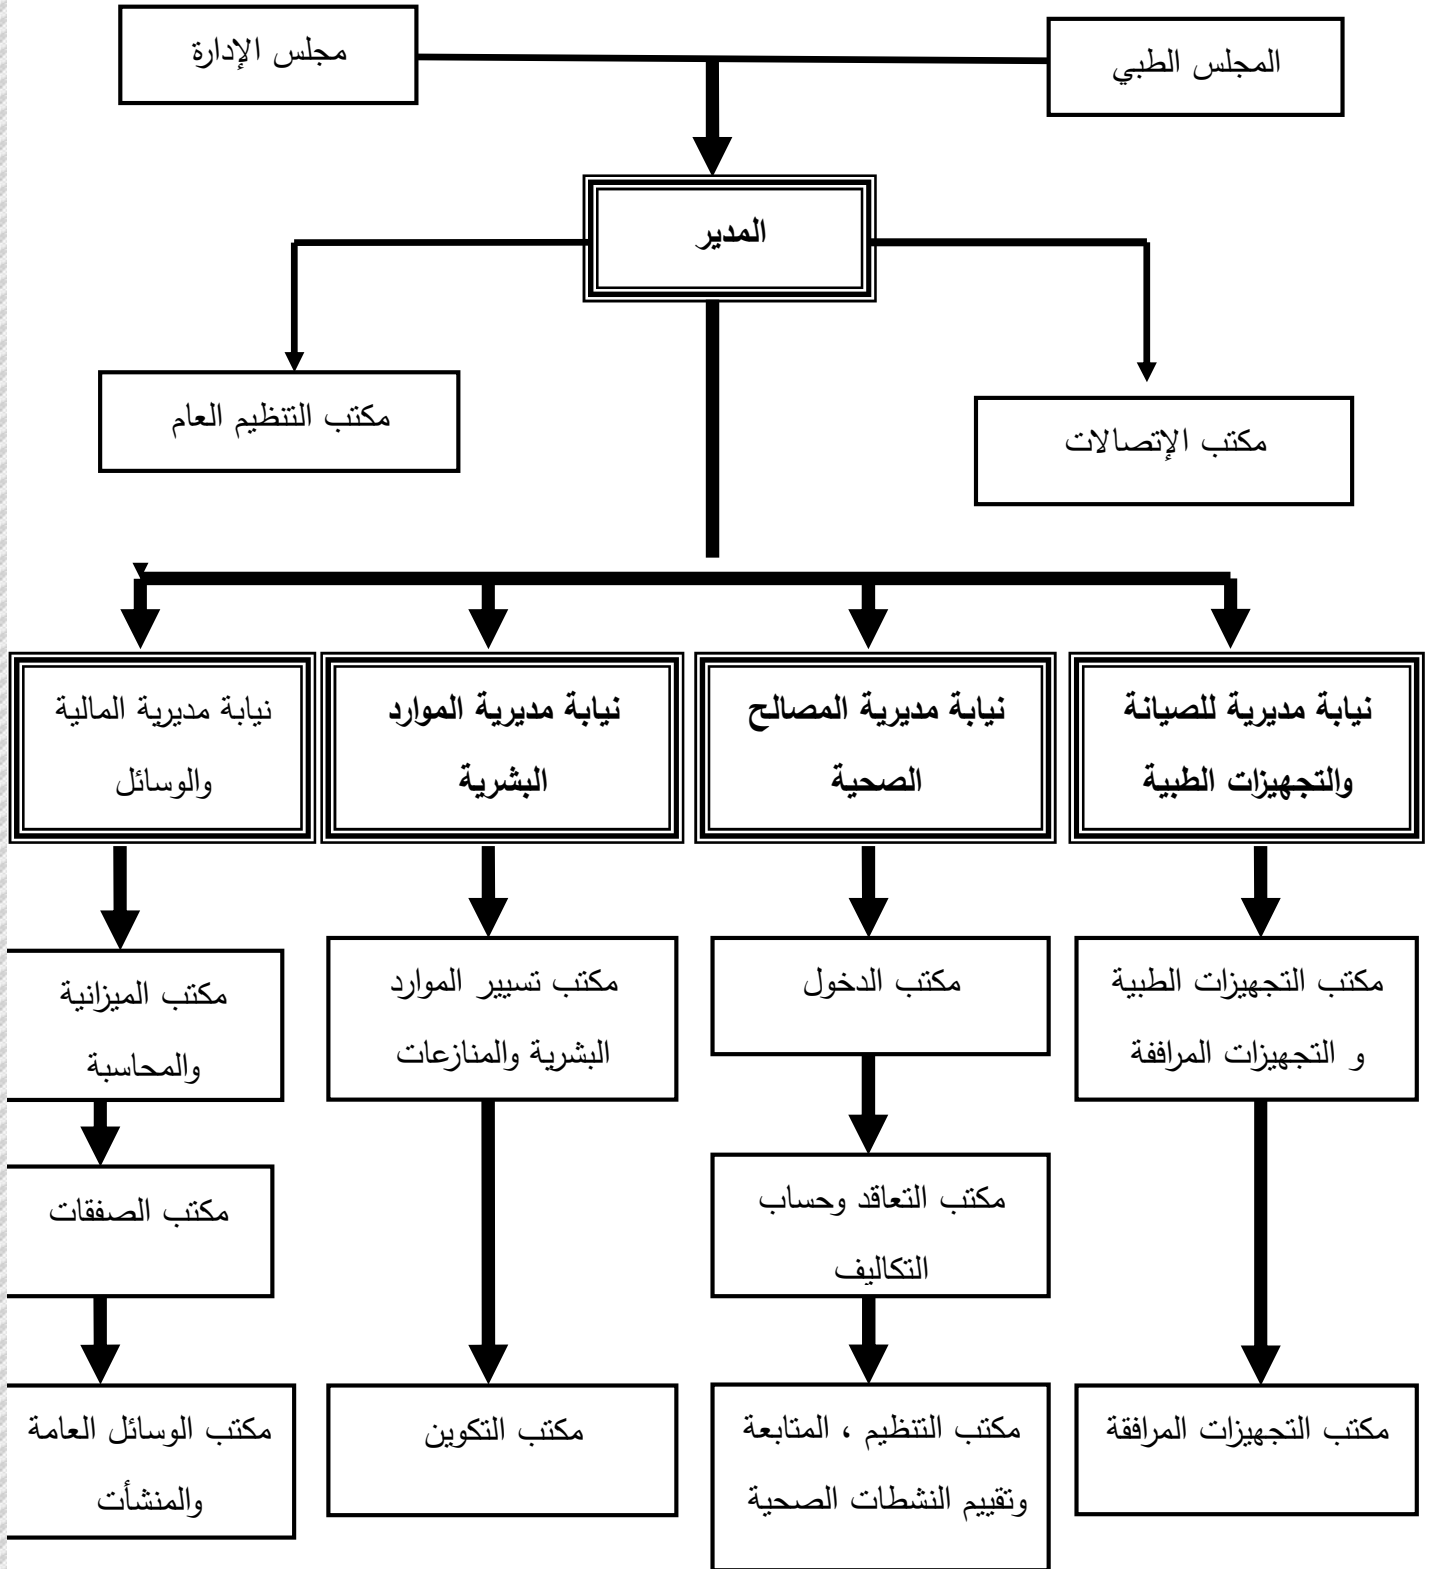 المجلس الطبي
مجلس الإدارة
المدير
مكتب الإتصالات
مكتب التنظيم العام
نيابة مديرية للصيانة
والتجهيزات الطبية
نيابة مديرية المصالح
الصحية
نيابة مديرية الموارد
البشرية
نيابة مديرية المالية
والوسائل
مكتب التجهيزات الطبية
و التجهيزات المرافقة
مكتب الدخول
مكتب تسيير الموارد
البشرية والمنازعات
مكتب الميزانية
والمحاسبة
مكتب التعاقد وحساب
التكاليف
مكتب الصفقات
مكتب التجهيزات المرافقة
مكتب التنظيم ، المتابعة
وتقييم النشطات الصحية
مكتب التكوين
مكتب الوسائل العامة
والمنشأت